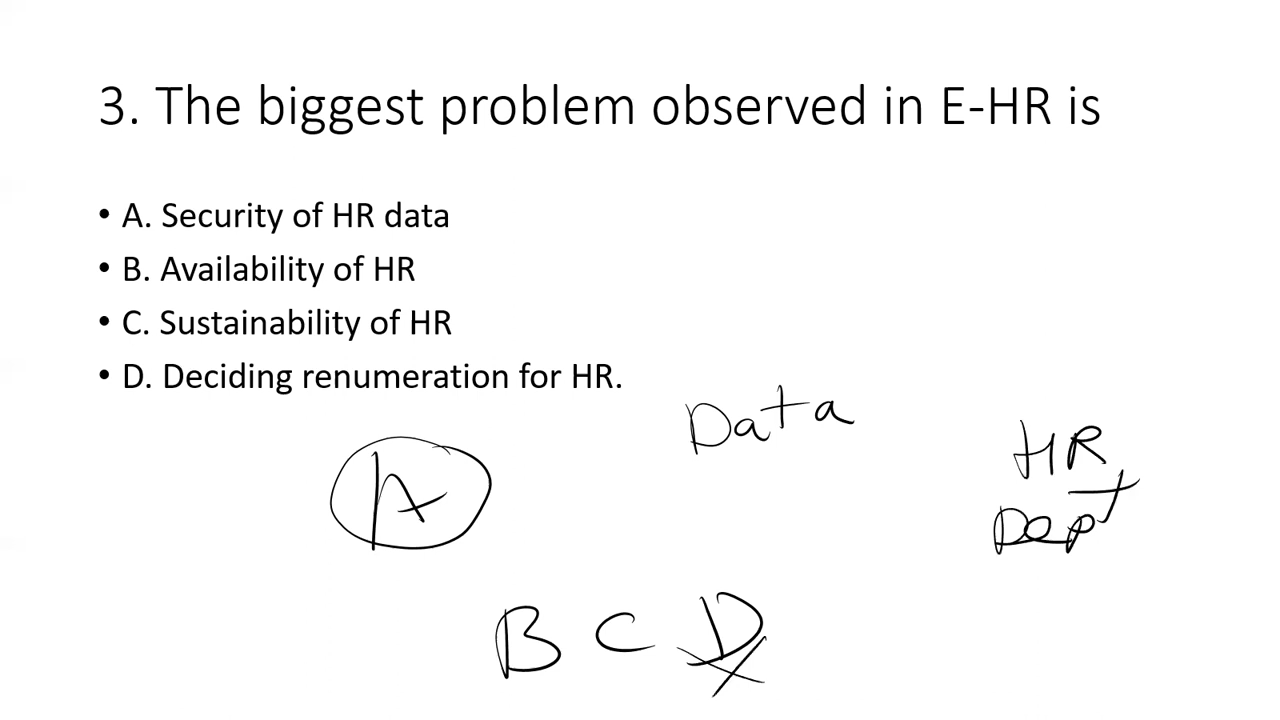 3. The biggest problem observed in E-HR is
• A. Security of HR data
• B. Availability of HR
• C. Sustainability of HR
• D. Deciding renumeration for HR.
Data
HR
Dept
A
B C D